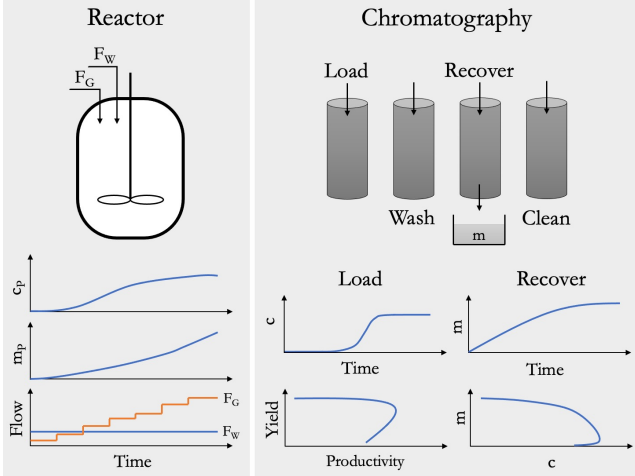 Reactor
F_W
F_G
c_P
m_P
Flow
F_G
F_W
Time
Chromatography
Load
Recover
Wash
Clean
m
Load
Recover
c
Time
m
Time
Yield
Productivity
m
c